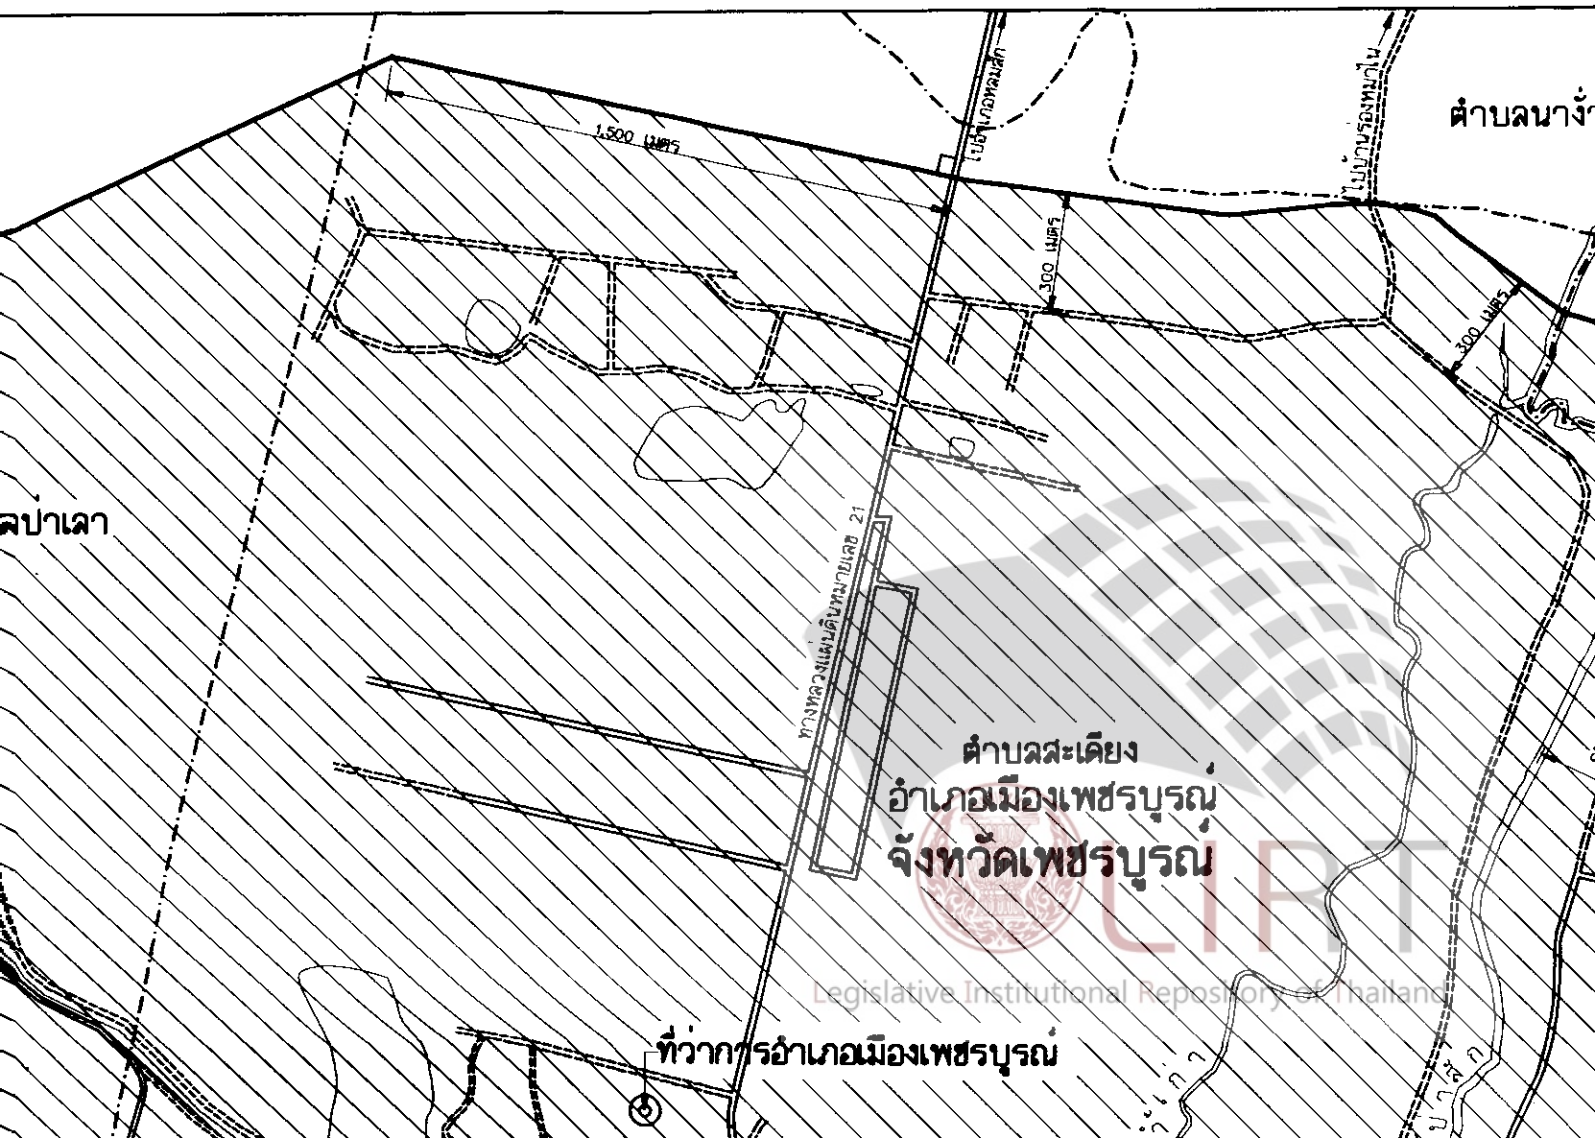 ไปอำเภอหล่มสัก
ไปบ้านร่องหมาใน
ตำบลนางั่ว
1,500 เมตร
300 เมตร
300 เมตร
ลป่าเลา
ทางหลวงแผ่นดินหมายเลข 21
ตำบลสะเดียง
อำเภอเมืองเพชรบูรณ์
จังหวัดเพชรบูรณ์
LIRT
Legislative Institutional Repository of Thailand
ที่ว่าการอำเภอเมืองเพชรบูรณ์